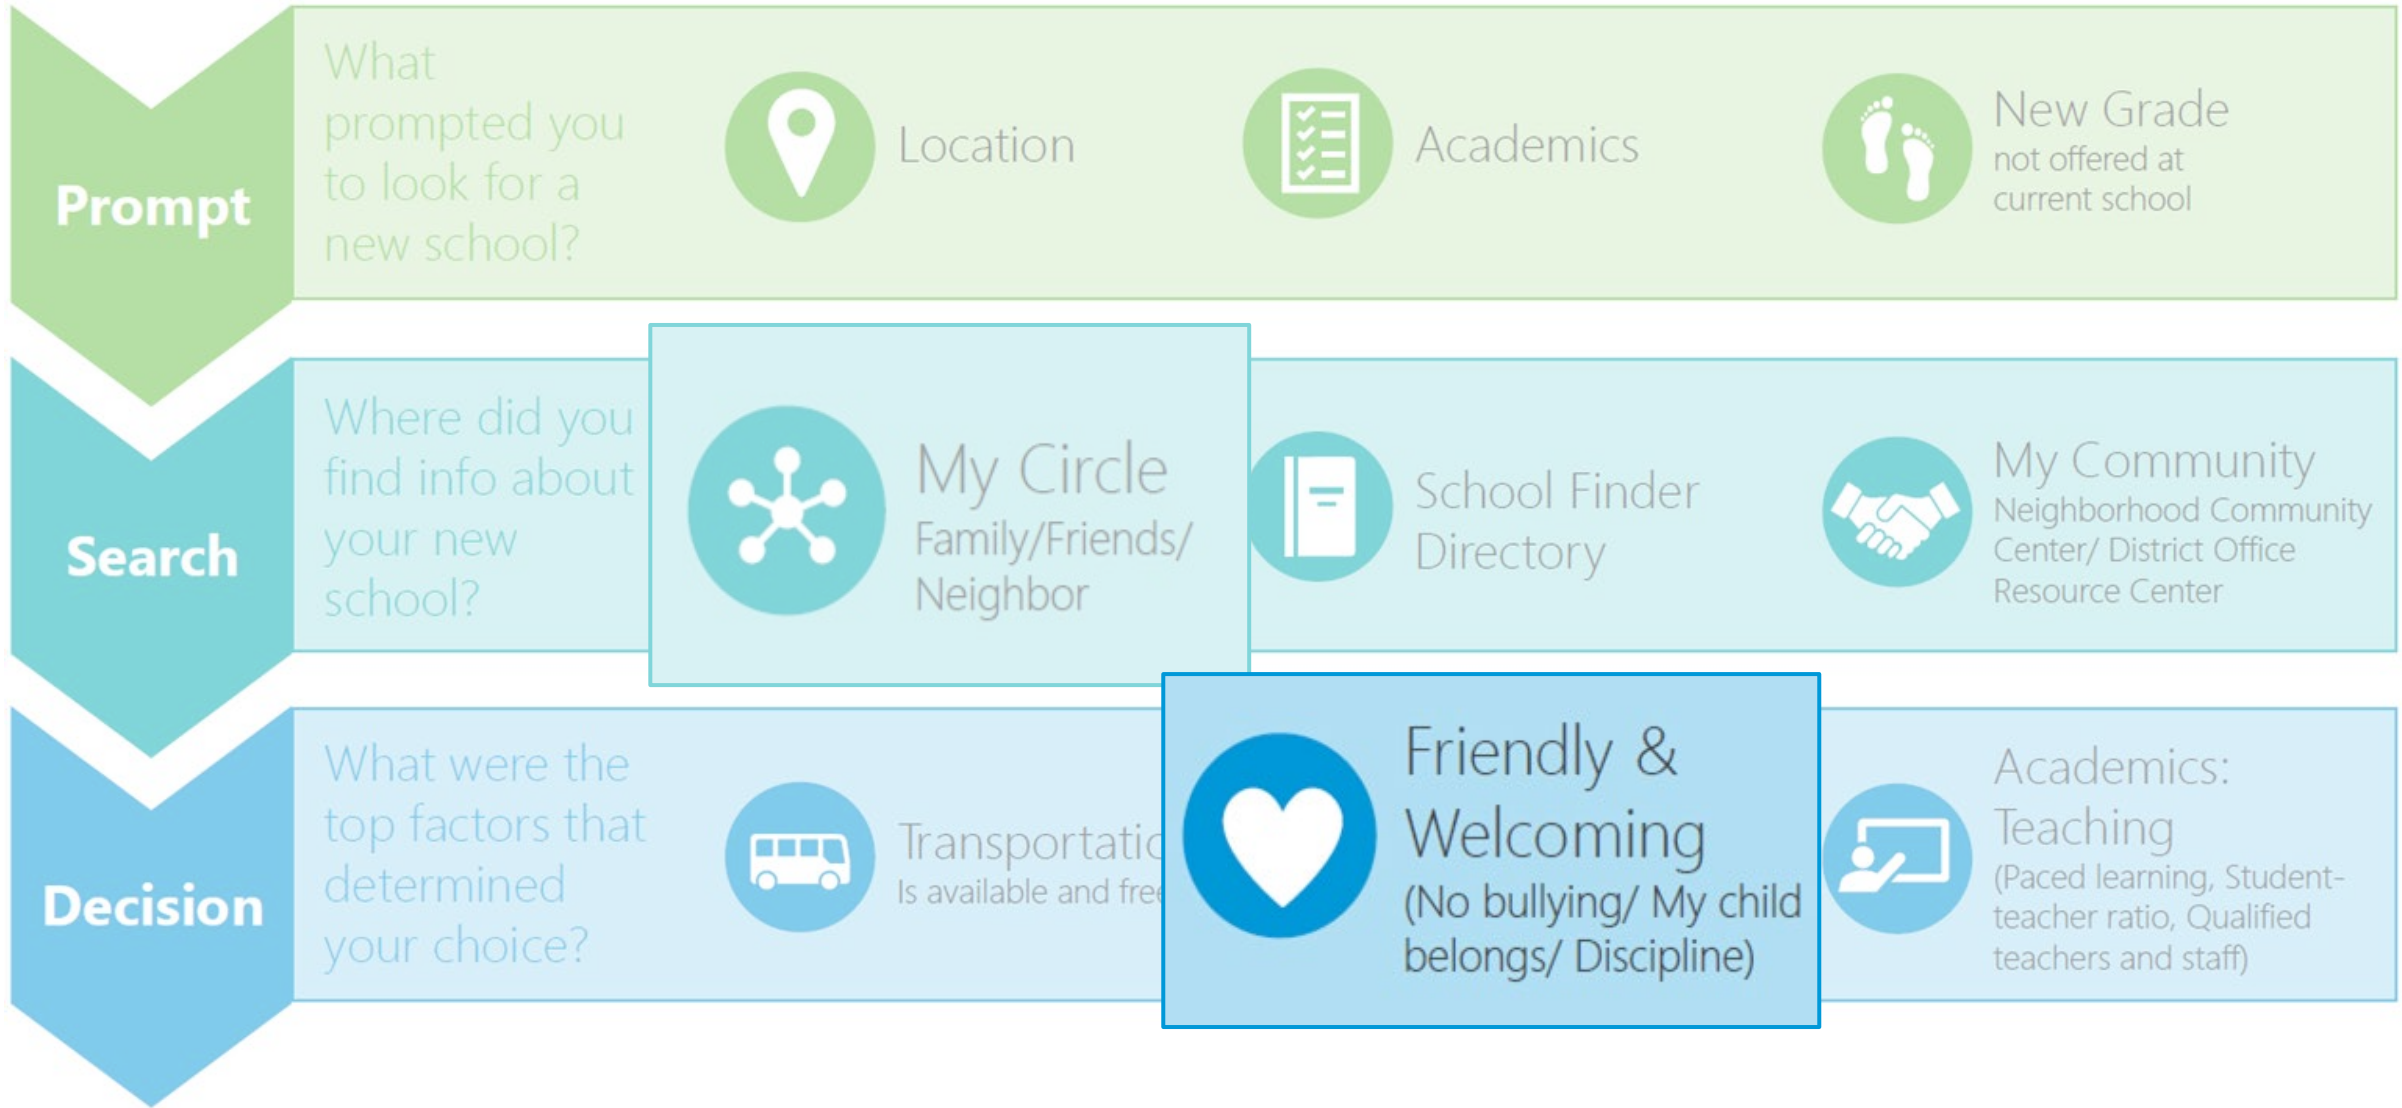 Prompt
What
prompted you
to look for a
new school?
Location
Academics
New Grade
not offered at
current school
Search
Where did you
find info about
your new
school?
My Circle
Family/Friends/
Neighbor
School Finder
Directory
My Community
Neighborhood Community
Center/ District Office
Resource Center
Decision
What were the
top factors that
determined
your choice?
Transportatio
Is available and free
Friendly &
Welcoming
(No bullying/ My child
belongs/ Discipline)
Academics:
Teaching
(Paced learning, Student-
teacher ratio, Qualified
teachers and staff)